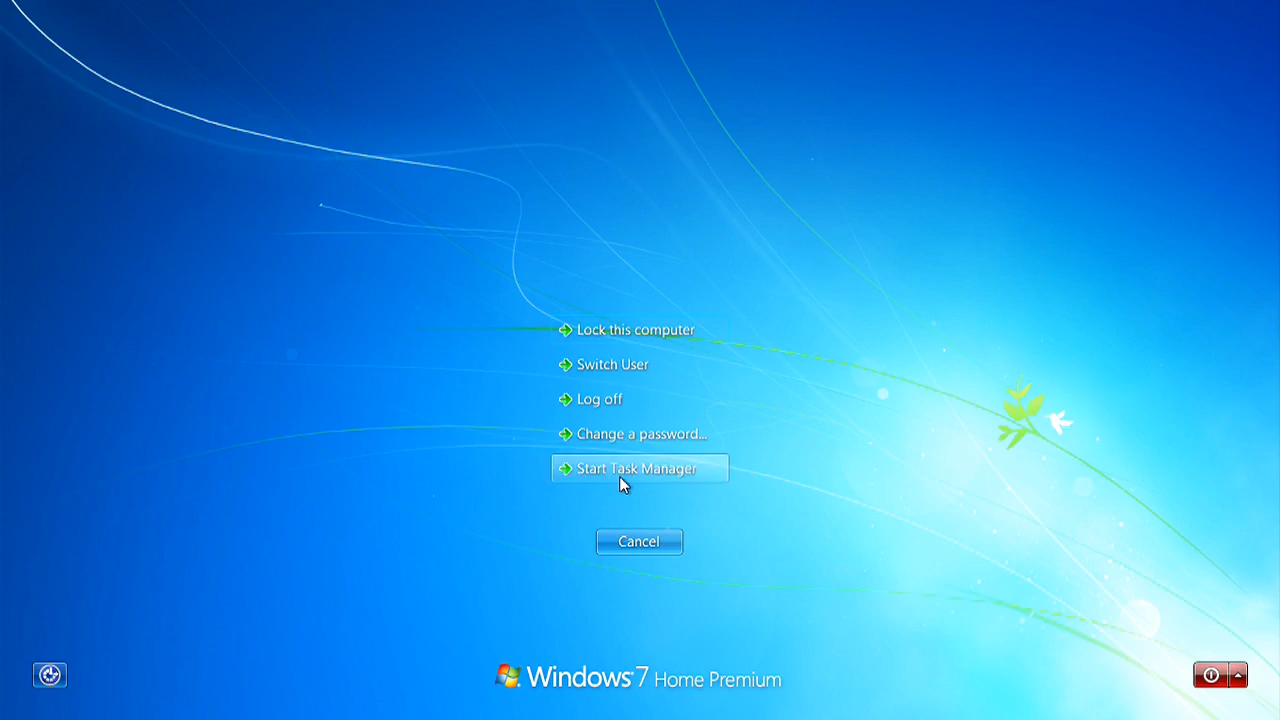 Lock this computer
Switch User
Log off
Change a password...
Start Task Manager
Cancel
Windows 7 Home Premium